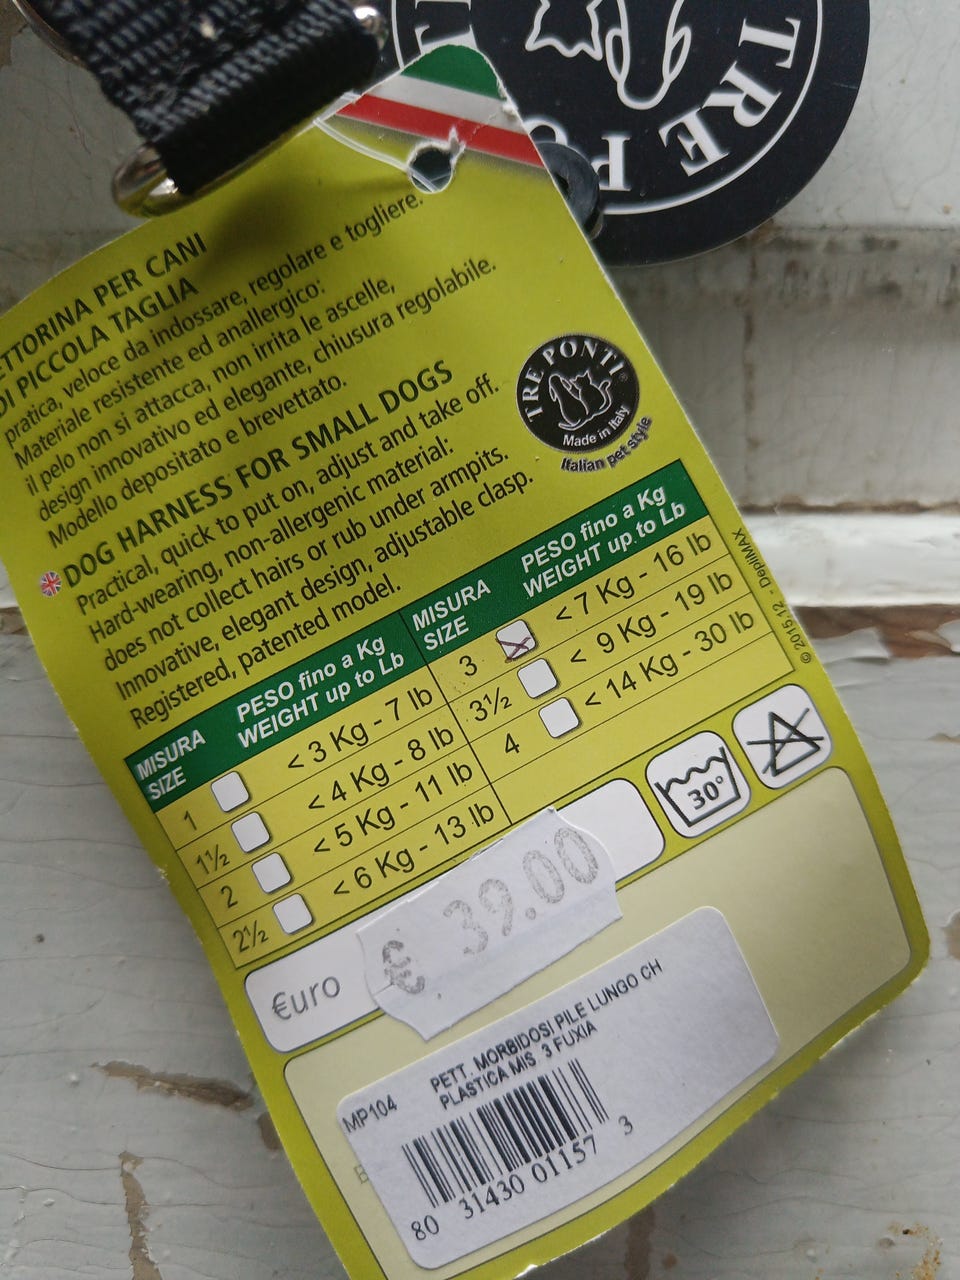 TRE PO
ETTORINA PER CANI
DI PICCOLA TAGLIA
pratica, veloce da indossare, regolare e togliere.
Materiale resistente ed anallergico:
il pelo non si attacca, non irrita le ascelle,
design innovativo ed elegante, chiusura regolabile.
Modello depositato e brevettato.
DOG HARNESS FOR SMALL DOGS
Practical, quick to put on, adjust and take off.
Hard-wearing, non-allergenic material:
does not collect hairs or rub under armpits.
Innovative, elegant design, adjustable clasp.
Registered, patented model.
TRE PONTI®
Made in Italy
Italian pet style
MISURA SIZE
PESO fino a Kg
WEIGHT up to Lb
1 < 3 Kg - 7 lb
1½ < 4 Kg - 8 lb
2 < 5 Kg - 11 lb
2½ < 6 Kg - 13 lb
MISURA SIZE
PESO fino a Kg
WEIGHT up to Lb
3 < 7 Kg - 16 lb
3½ < 9 Kg - 19 lb
4 < 14 Kg - 30 lb
© 2015.12 - DepliMAX
30°
€uro
€ 39.00
PETT. MORBIDOSI PILE LUNGO CH
PLASTICA MIS. 3 FUXIA
MP104
80 31430 01157 3